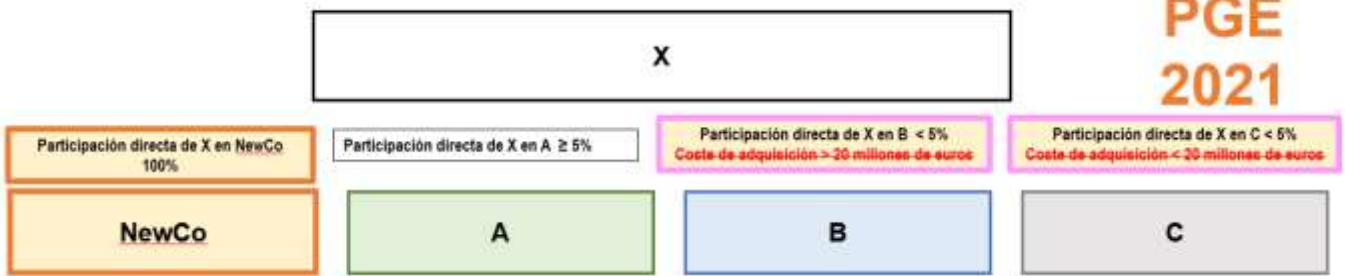 PGE
2021
X
Participación directa de X en NewCo
100%
Participación directa de X en A ≥ 5%
Participación directa de X en B < 5%
Coste de adquisición > 20 millones de euros
Participación directa de X en C < 5%
Coste de adquisición < 20 millones de euros
NewCo
A
B
C